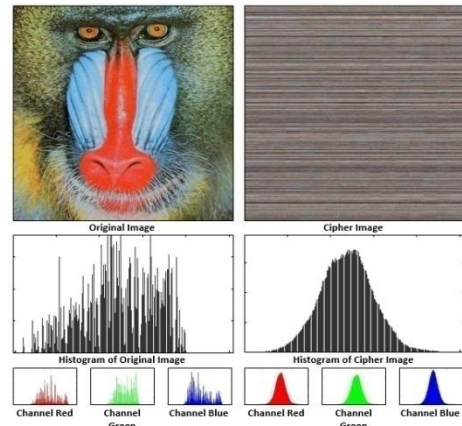 Original Image
Cipher Image
Histogram of Original Image
Histogram of Cipher Image
Channel Red
Channel Green
Channel Blue
Channel Red
Channel Green
Channel Blue